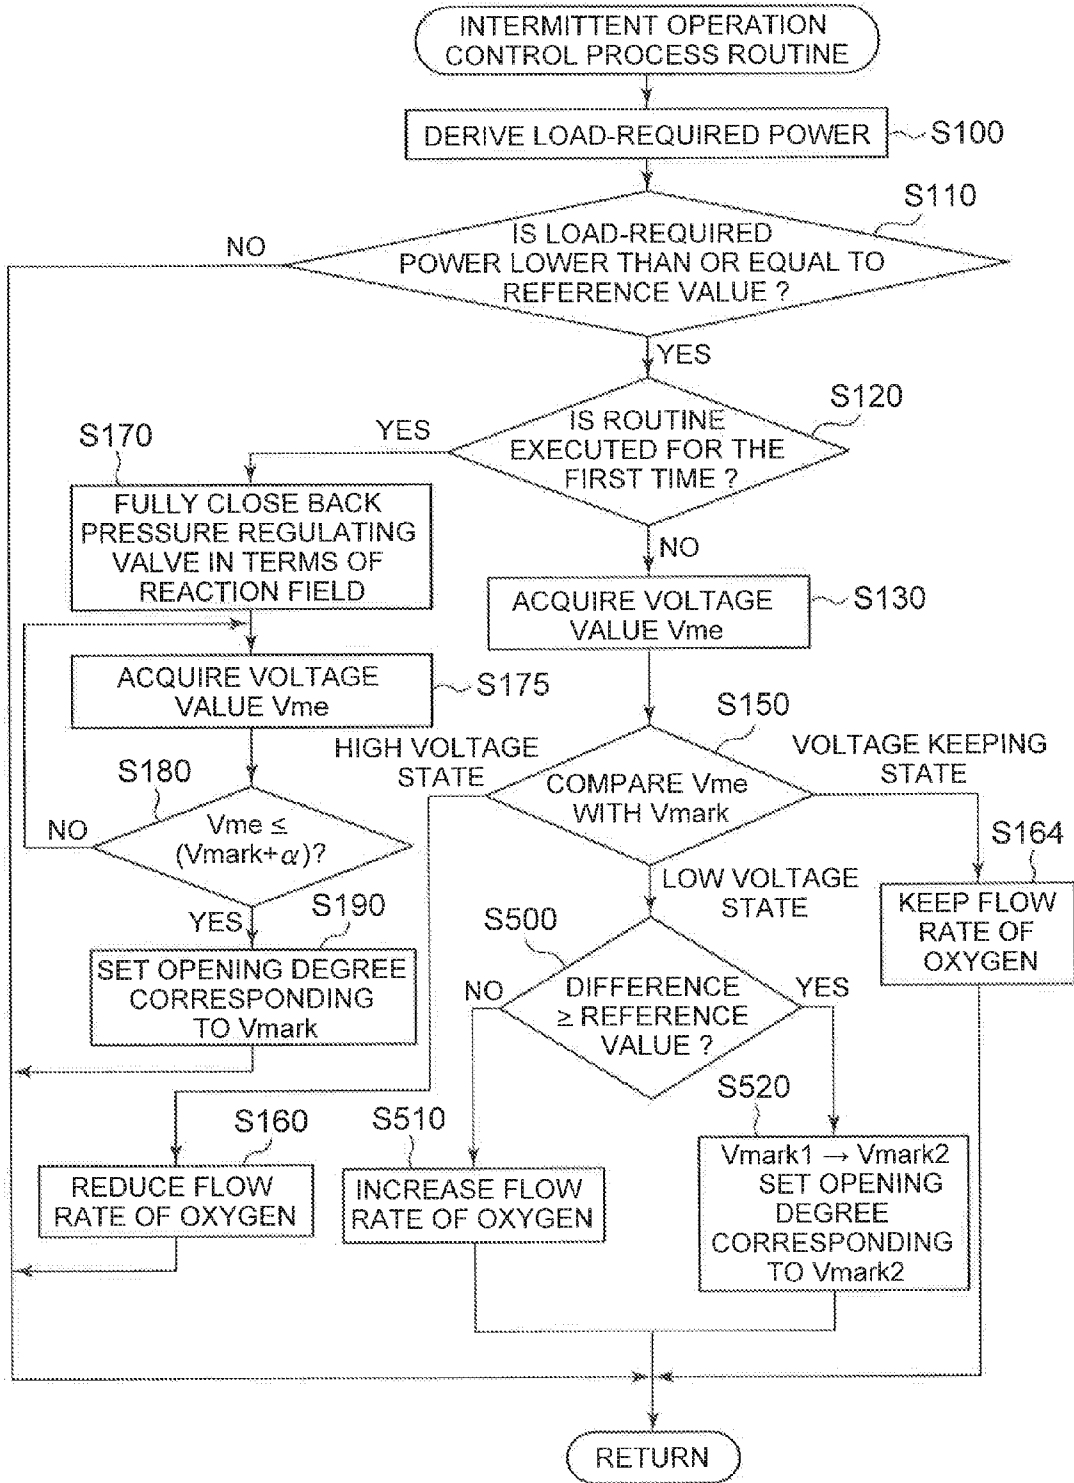 INTERMITTENT OPERATION
CONTROL PROCESS ROUTINE
DERIVE LOAD-REQUIRED POWER
S100
S110
NO
IS LOAD-REQUIRED
POWER LOWER THAN OR EQUAL TO
REFERENCE VALUE ?
YES
S120
YES
IS ROUTINE
EXECUTED FOR THE
FIRST TIME ?
S170
FULLY CLOSE BACK
PRESSURE REGULATING
VALVE IN TERMS OF
REACTION FIELD
NO
ACQUIRE VOLTAGE
VALUE Vme
S130
ACQUIRE VOLTAGE
VALUE Vme
S175
S150
HIGH VOLTAGE
STATE
COMPARE Vme
WITH Vmark
VOLTAGE KEEPING
STATE
S180
NO
Vme ≤
(Vmark+α)?
YES
S164
KEEP FLOW
RATE OF
OXYGEN
LOW VOLTAGE
STATE
S190
SET OPENING DEGREE
CORRESPONDING
TO Vmark
S500
NO
DIFFERENCE
≥ REFERENCE
VALUE ?
YES
S160
REDUCE FLOW
RATE OF OXYGEN
S510
INCREASE FLOW
RATE OF OXYGEN
S520
Vmark1 → Vmark2
SET OPENING
DEGREE
CORRESPONDING
TO Vmark2
RETURN